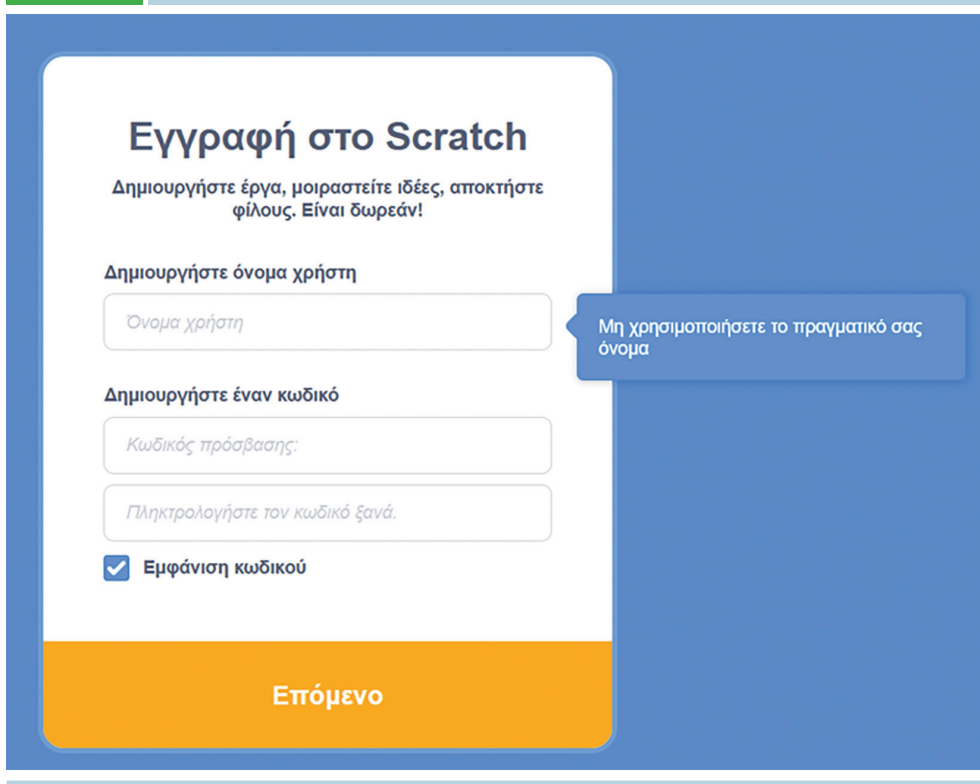 Εγγραφή στο Scratch
Δημιουργήστε έργα, μοιραστείτε ιδέες, αποκτήστε
φίλους. Είναι δωρεάν!
Δημιουργήστε όνομα χρήστη
Όνομα χρήστη
Μη χρησιμοποιήσετε το πραγματικό σας
όνομα
Δημιουργήστε έναν κωδικό
Κωδικός πρόσβασης:
Πληκτρολογήστε τον κωδικό ξανά.
Εμφάνιση κωδικού
Επόμενο